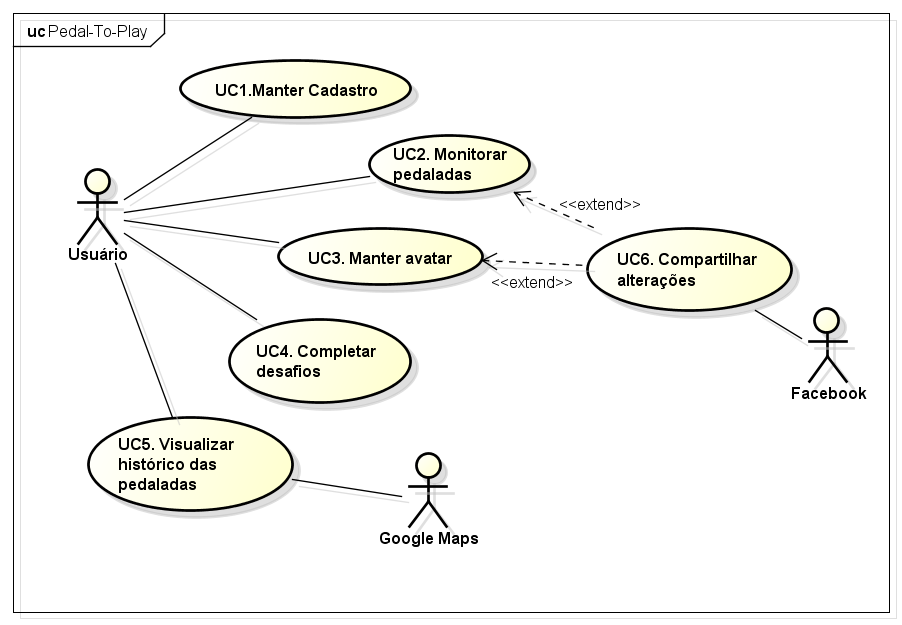 uc Pedal-To-Play
UC1.Manter Cadastro
UC2. Monitorar
pedaladas
<<extend>>
Usuário
UC3. Manter avatar
UC6. Compartilhar
alterações
<<extend>>
UC4. Completar
desafios
Facebook
UC5. Visualizar
histórico das
pedaladas
Google Maps